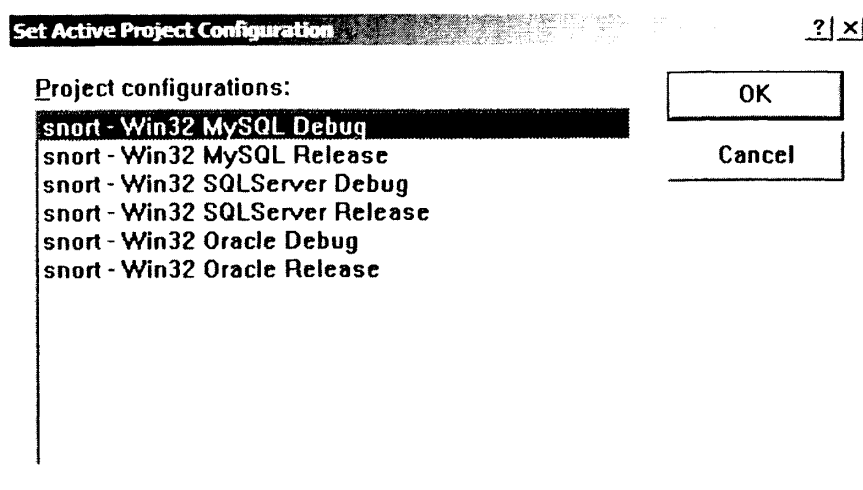 Set Active Project Configuration
? ×
Project configurations:
snort - Win32 MySQL Debug
snort - Win32 MySQL Release
snort - Win32 SQLServer Debug
snort - Win32 SQLServer Release
snort - Win32 Oracle Debug
snort - Win32 Oracle Release
OK
Cancel